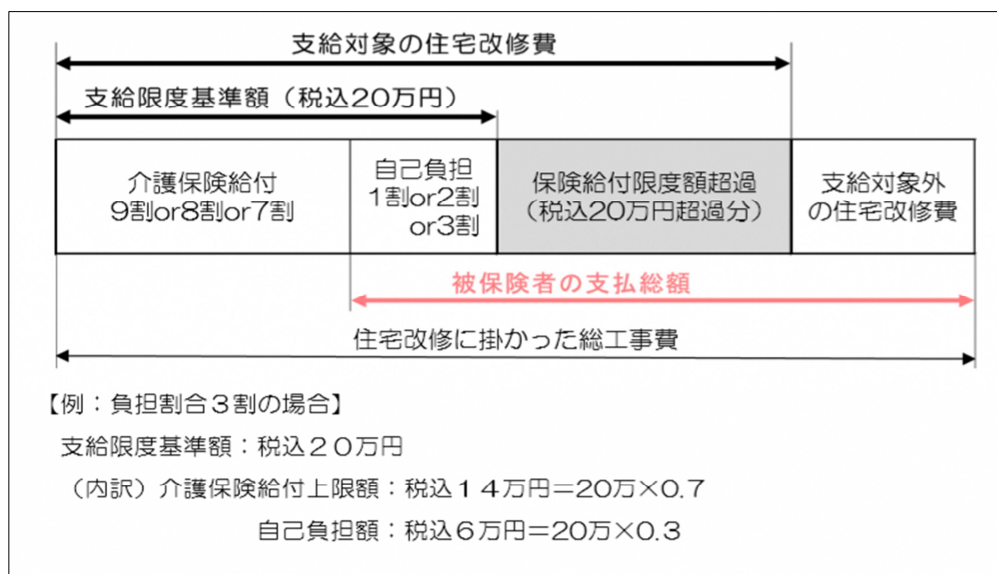 支給対象の住宅改修費
支給限度基準額（税込20万円）
介護保険給付
9割or8割or7割
自己負担
1割or2割
or3割
保険給付限度額超過
（税込20万円超過分）
支給対象外
の住宅改修費
被保険者の支払総額
住宅改修に掛かった総工事費
【例：負担割合３割の場合】
支給限度基準額：税込２０万円
（内訳）介護保険給付上限額：税込１４万円＝20万×0.7
自己負担額：税込６万円＝20万×0.3